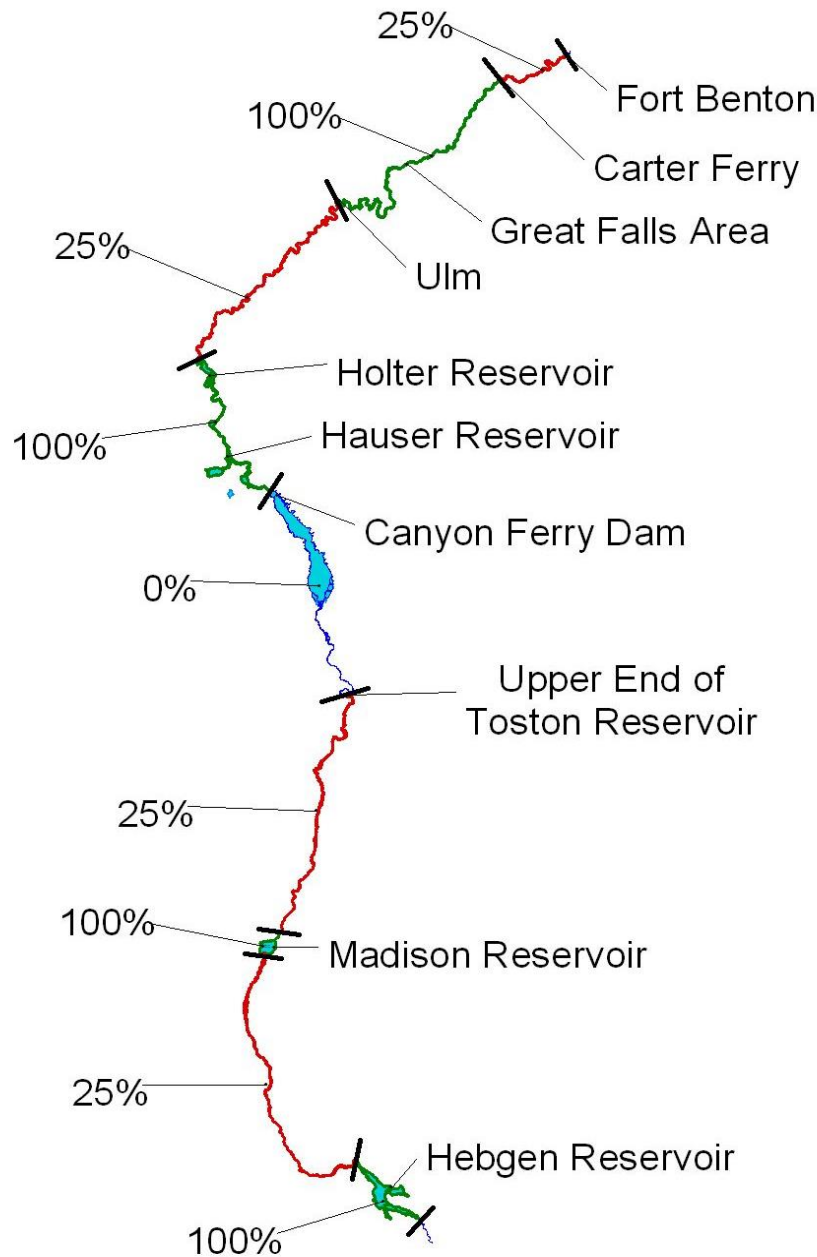 25%
Fort Benton
100%
Carter Ferry
Great Falls Area
25%
Ulm
Holter Reservoir
100%
Hauser Reservoir
Canyon Ferry Dam
0%
Upper End of
Toston Reservoir
25%
100%
Madison Reservoir
25%
Hebgen Reservoir
100%